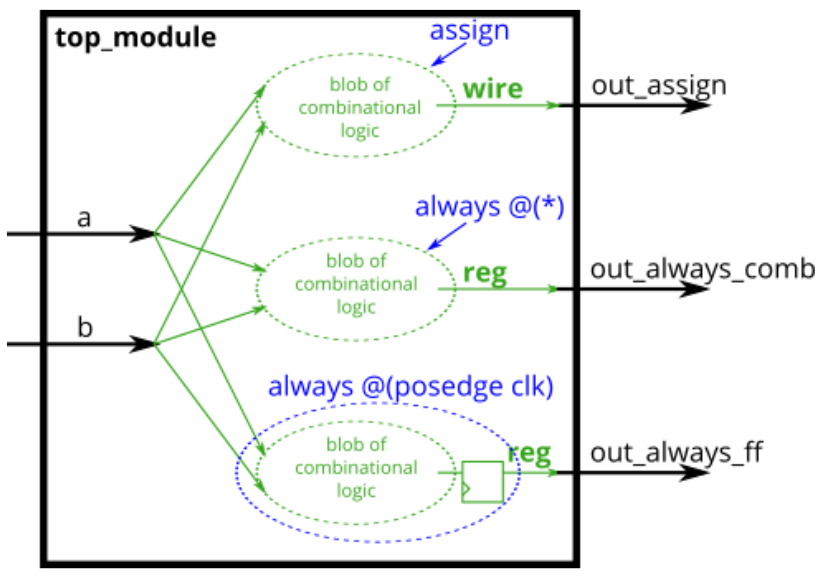 top_module
assign
blob of
combinational
logic
wire
out_assign
a
always @(*)
blob of
combinational
logic
reg
out_always_comb
b
always @(posedge clk)
blob of
combinational
logic
reg
out_always_ff